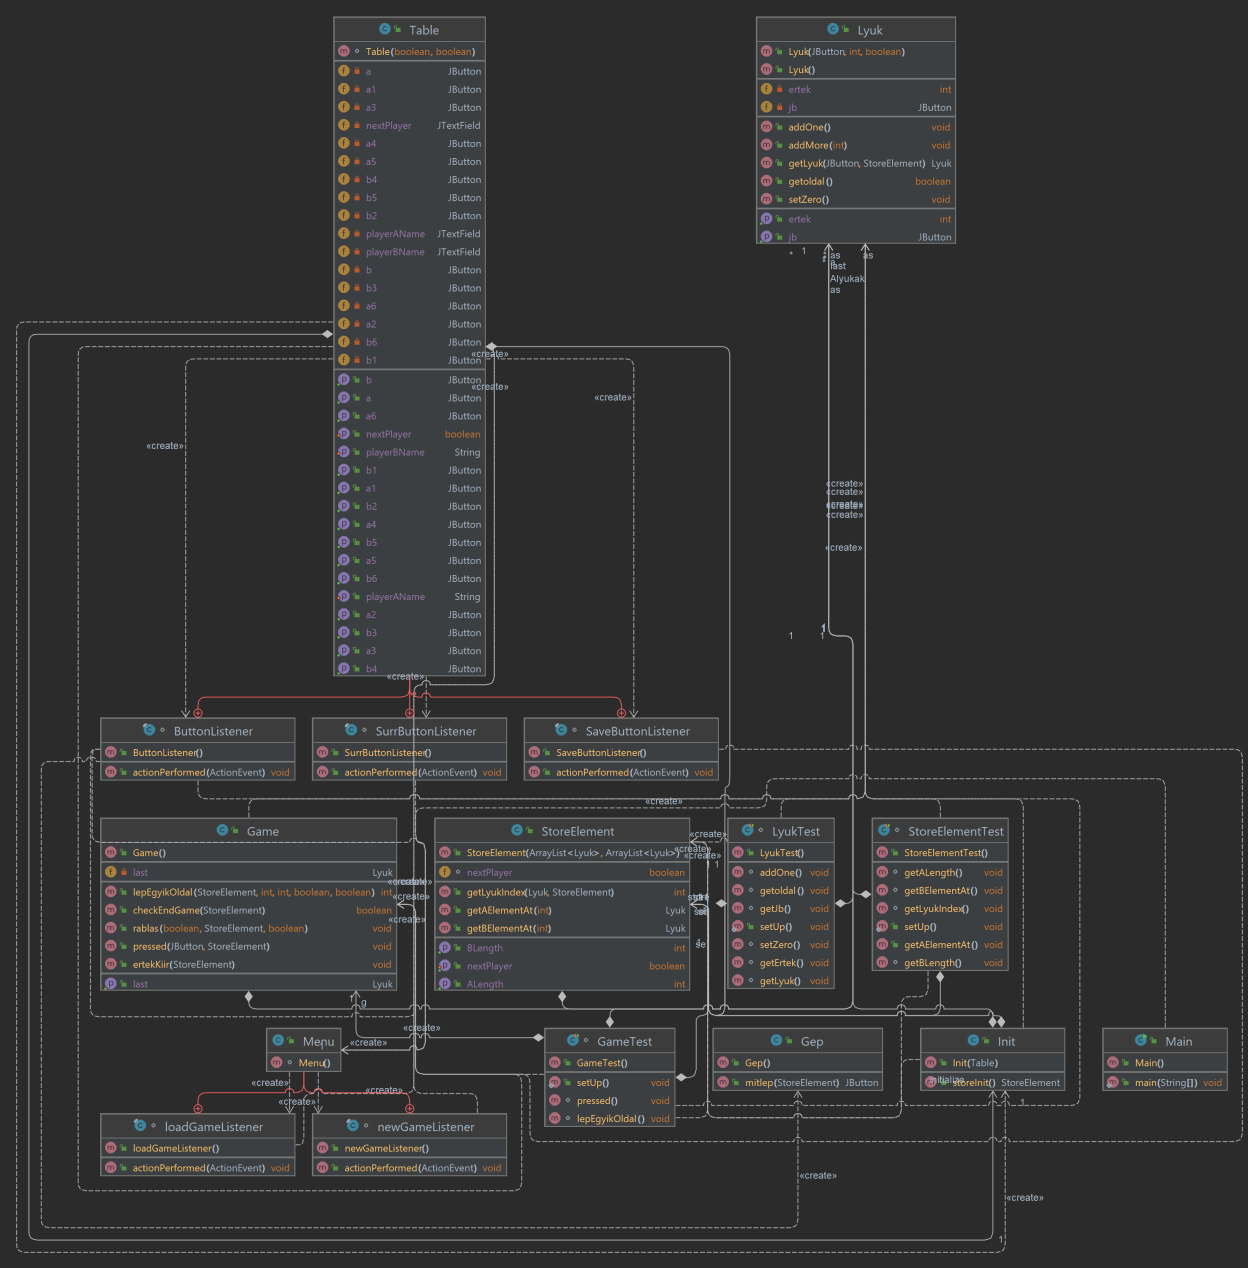 Table
Table(boolean, boolean)
a JButton
a1 JButton
a3 JButton
nextPlayer JTextField
a4 JButton
a5 JButton
b4 JButton
b5 JButton
b2 JButton
playerAName JTextField
playerBName JTextField
b JButton
b3 JButton
a6 JButton
a2 JButton
b6 JButton
b1 JButton
b JButton
a JButton
a6 JButton
nextPlayer boolean
playerBName String
b1 JButton
a1 JButton
b2 JButton
a4 JButton
b5 JButton
a5 JButton
b6 JButton
playerAName String
a2 JButton
b3 JButton
a3 JButton
b4 JButton
Lyuk
Lyuk(JButton, int, boolean)
Lyuk()
ertek int
jb JButton
addOne() void
addMore(int) void
getLyuk(JButton, StoreElement) Lyuk
getoldal() boolean
setZero() void
ertek int
jb JButton
* 1
as
last
Alyukak
as
as
«create»
«create»
«create»
«create»
«create»
«create»
«create»
«create»
«create»
1 1
«create»
ButtonListener
ButtonListener()
actionPerformed(ActionEvent) void
SurrButtonListener
SurrButtonListener()
actionPerformed(ActionEvent) void
SaveButtonListener
SaveButtonListener()
actionPerformed(ActionEvent) void
«create»
Game
Game()
last Lyuk
lepEgyikOldal(StoreElement, int, int, boolean, boolean) int
checkEndGame(StoreElement) boolean
rablas(boolean, StoreElement, boolean) void
pressed(JButton, StoreElement) void
ertekKiir(StoreElement) void
last Lyuk
«create»
«create»
«create»
StoreElement
StoreElement(ArrayList<Lyuk>, ArrayList<Lyuk>)
nextPlayer boolean
getLyukIndex(Lyuk, StoreElement) int
getAElementAt(int) Lyuk
getBElementAt(int) Lyuk
BLength int
nextPlayer boolean
ALength int
«create»
«create»
«create»
1
se
LyukTest
LyukTest()
addOne() void
getoldal() void
getJb() void
setUp() void
setZero() void
getErtek() void
getLyuk() void
StoreElementTest
StoreElementTest()
getALength() void
getBElementAt() void
getLyukIndex() void
setUp() void
getAElementAt() void
getBLength() void
g
«create»
«create»
Menu
Menu()
«create»
«create»
«create»
GameTest
GameTest()
setUp() void
pressed() void
lepEgyikOldal() void
Gep
Gep()
mitlep(StoreElement) JButton
Init
Init(Table)
storeInit() StoreElement
1
Main
Main()
main(String[]) void
loadGameListener
loadGameListener()
actionPerformed(ActionEvent) void
newGameListener
newGameListener()
actionPerformed(ActionEvent) void
«create»
«create»
1